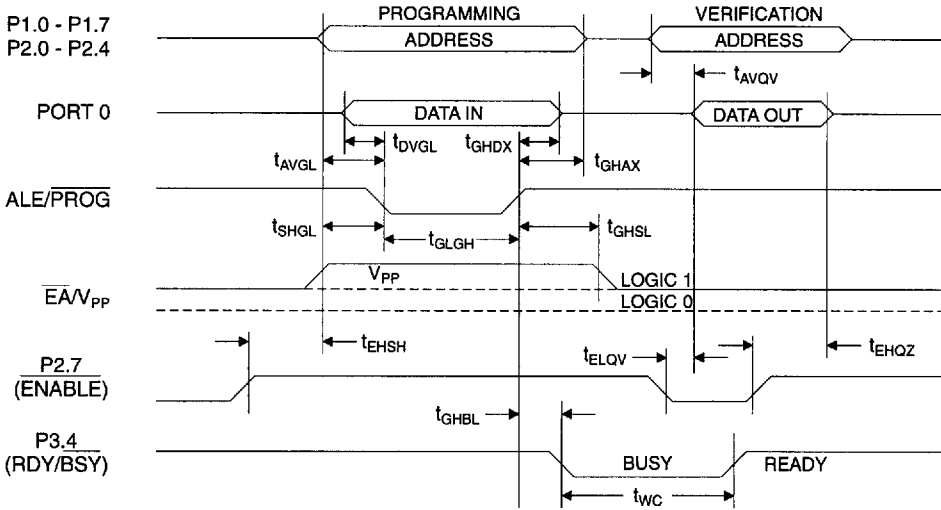 PROGRAMMING VERIFICATION
P1.0 - P1.7
P2.0 - P2.4
ADDRESS ADDRESS
tAVQV
PORT 0
DATA IN DATA OUT
tDVGL tGHDX
tAVGL tGHAX
ALE/PROG
tSHGL tGLGH tGHSL
VPP
LOGIC 1
EA/VPP
LOGIC 0
tEHSH tELQV tEHQZ
P2.7
(ENABLE)
tGHBL
P3.4
(RDY/BSY)
BUSY READY
tWC